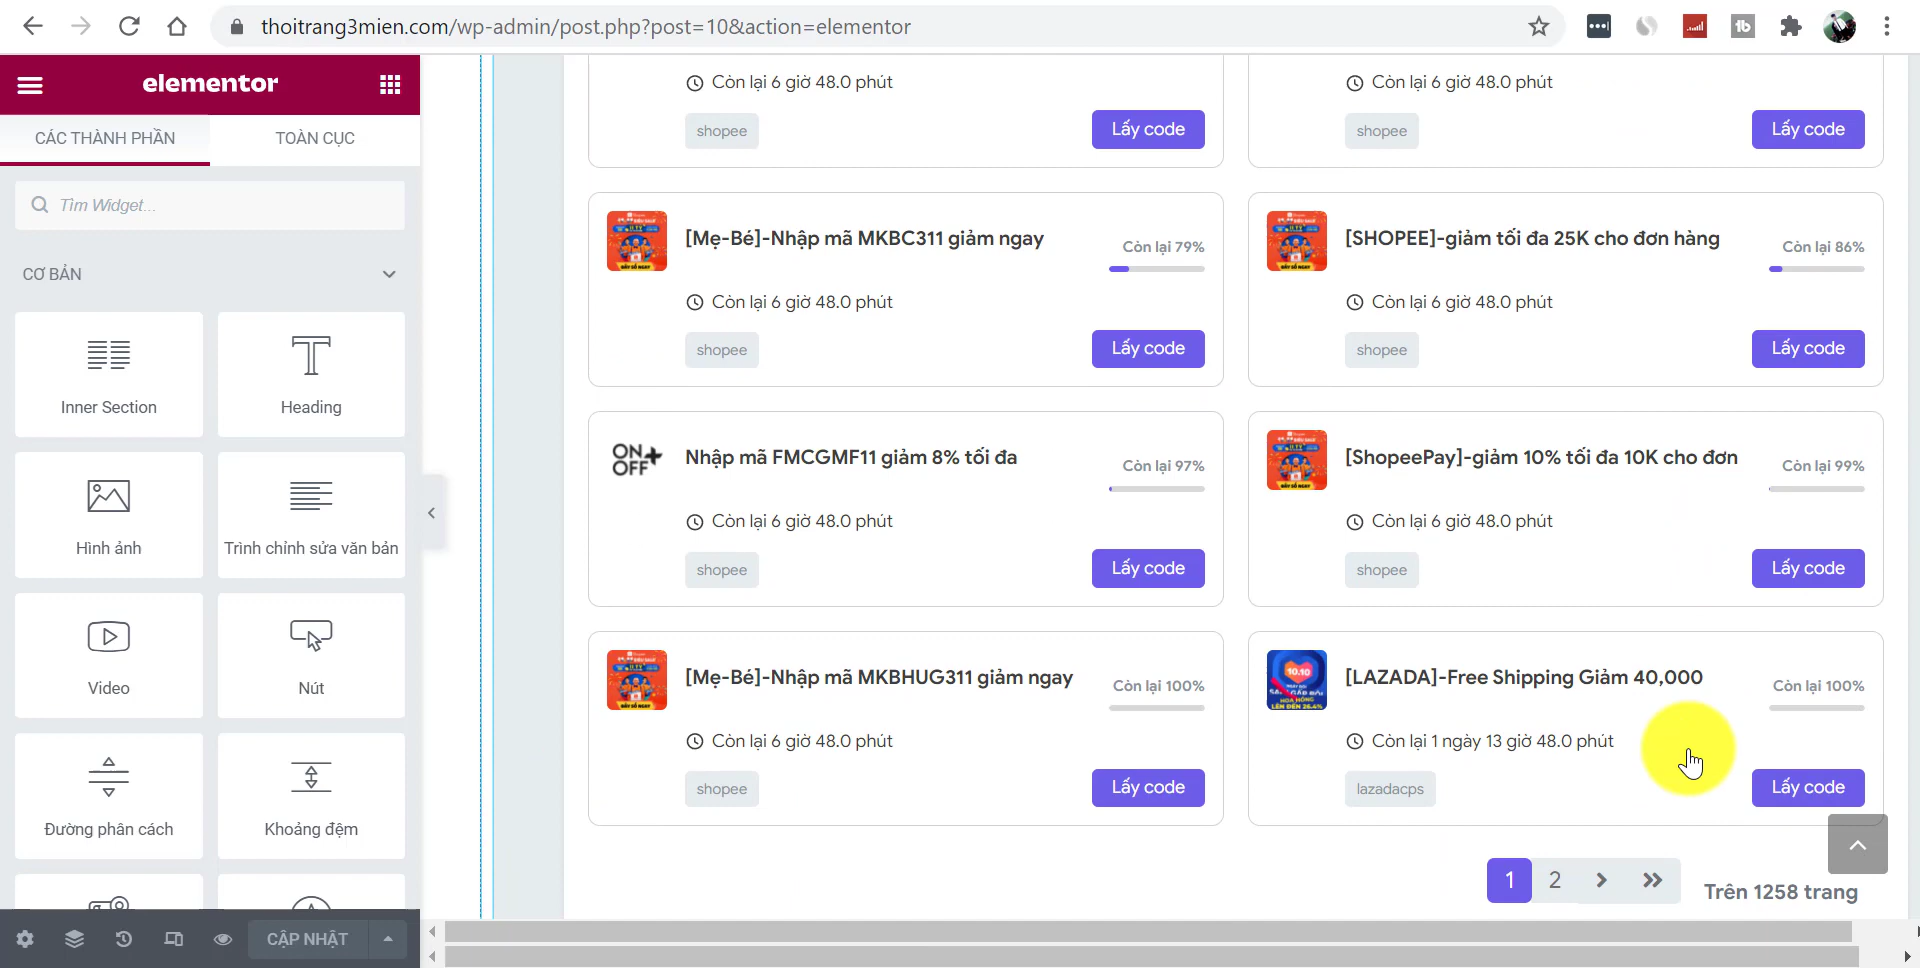 thoitrang3mien.com/wp-admin/post.php?post=10&action=elementor
elementor
CÁC THÀNH PHẦN
TOÀN CỤC
Tìm Widget...
CƠ BẢN
Inner Section
Heading
Hình ảnh
Trình chỉnh sửa văn bản
Video
Nút
Đường phân cách
Khoảng đệm
CẬP NHẬT
Còn lại 6 giờ 48.0 phút
shopee
Lấy code
Còn lại 6 giờ 48.0 phút
shopee
Lấy code
[Mẹ-Bé]-Nhập mã MKBC311 giảm ngay
Còn lại 79%
Còn lại 6 giờ 48.0 phút
shopee
Lấy code
[SHOPEE]-giảm tối đa 25K cho đơn hàng
Còn lại 86%
Còn lại 6 giờ 48.0 phút
shopee
Lấy code
ON+
OFF
Nhập mã FMCGMF11 giảm 8% tối đa
Còn lại 97%
Còn lại 6 giờ 48.0 phút
shopee
Lấy code
[ShopeePay]-giảm 10% tối đa 10K cho đơn
Còn lại 99%
Còn lại 6 giờ 48.0 phút
shopee
Lấy code
[Mẹ-Bé]-Nhập mã MKBHUG311 giảm ngay
Còn lại 100%
Còn lại 6 giờ 48.0 phút
shopee
Lấy code
10.10
[LAZADA]-Free Shipping Giảm 40,000
Còn lại 100%
Còn lại 1 ngày 13 giờ 48.0 phút
lazadacps
Lấy code
1 2
Trên 1258 trang